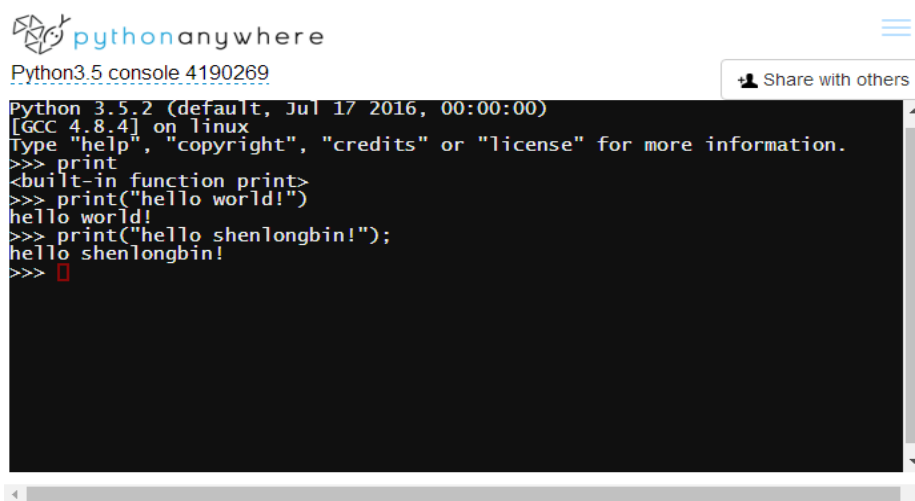 pythonanywhere
Python3.5 console 4190269
Share with others
Python 3.5.2 (default, Jul 17 2016, 00:00:00)
[GCC 4.8.4] on linux
Type "help", "copyright", "credits" or "license" for more information.
>>> print
<built-in function print>
>>> print("hello world!")
hello world!
>>> print("hello shenlongbin!");
hello shenlongbin!
>>>